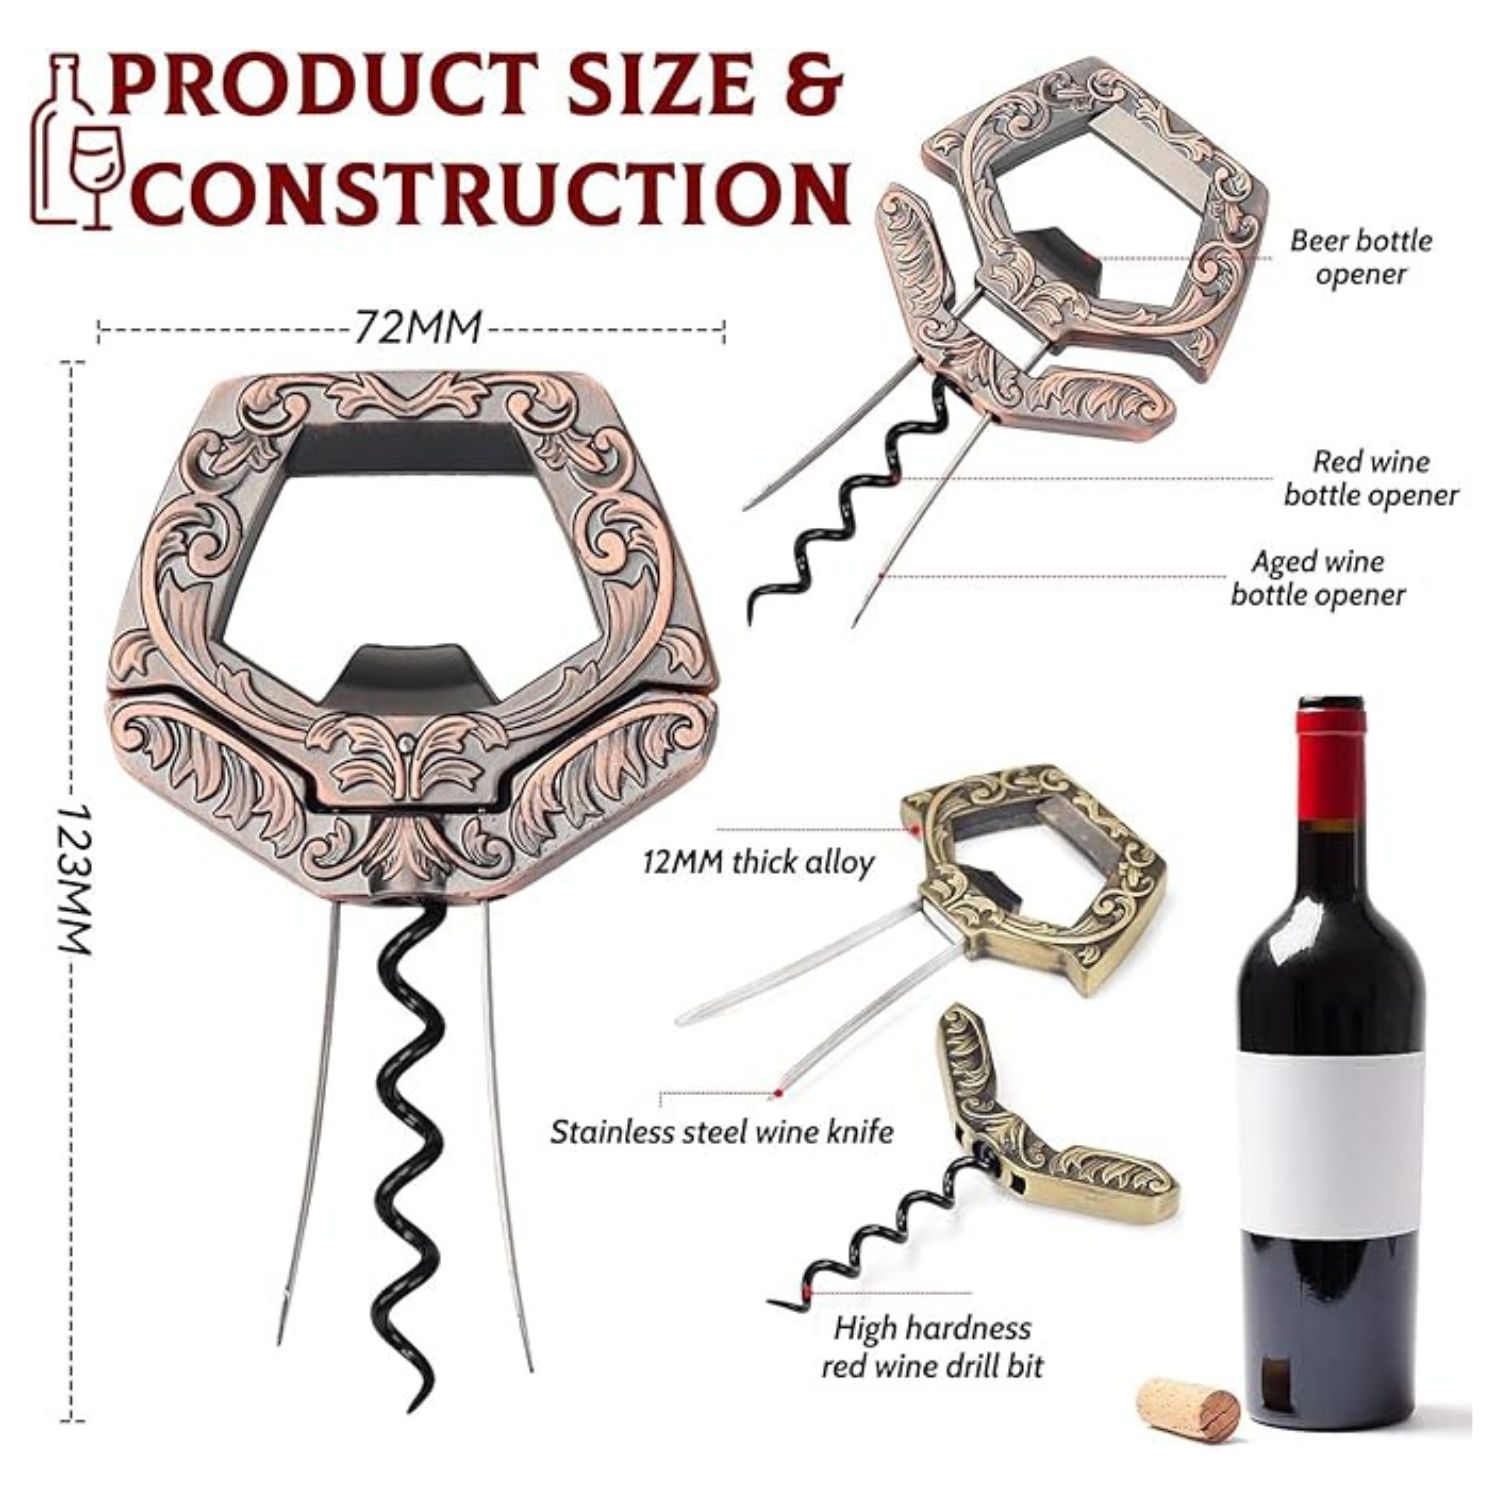 PRODUCT SIZE &
CONSTRUCTION
72MM
123MM
Beer bottle
opener
Red wine
bottle opener
Aged wine
bottle opener
12MM thick alloy
Stainless steel wine knife
High hardness
red wine drill bit